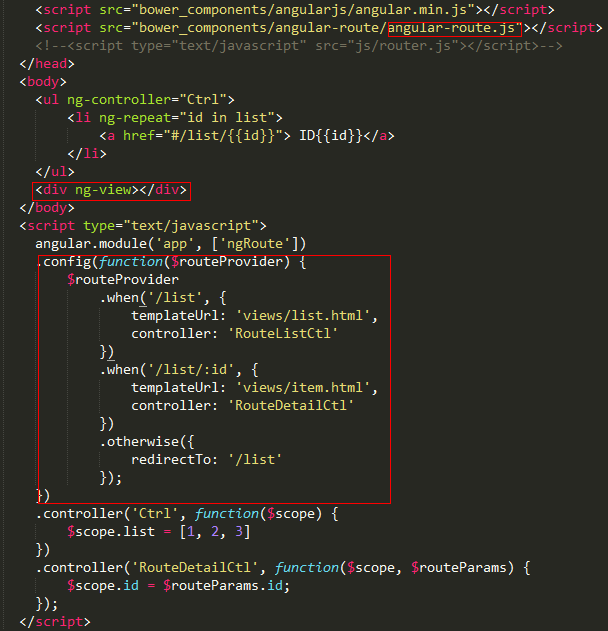 <script src="bower_components/angularjs/angular.min.js"></script>
<script src="bower_components/angular-route/angular-route.js"></script>
<!--<script type="text/javascript" src="js/router.js"></script>-->
</head>
<body>
<ul ng-controller="Ctrl">
<li ng-repeat="id in list">
<a href="#/list/{{id}}"> ID{{id}}</a>
</li>
</ul>
<div ng-view></div>
</body>
<script type="text/javascript">
angular.module('app', ['ngRoute'])
.config(function($routeProvider) {
$routeProvider
.when('/list', {
templateUrl: 'views/list.html',
controller: 'RouteListCtl'
})
.when('/list/:id', {
templateUrl: 'views/item.html',
controller: 'RouteDetailCtl'
})
.otherwise({
redirectTo: '/list'
});
})
.controller('Ctrl', function($scope) {
$scope.list = [1, 2, 3]
})
.controller('RouteDetailCtl', function($scope, $routeParams) {
$scope.id = $routeParams.id;
});
</script>